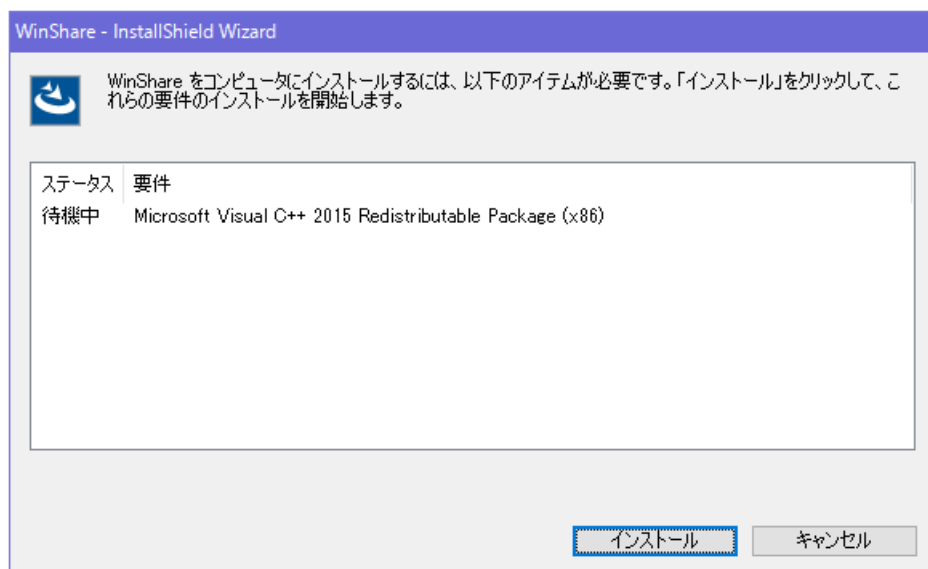 WinShare - InstallShield Wizard
WinShare をコンピュータにインストールするには、以下のアイテムが必要です。「インストール」をクリックして、こ
れらの要件のインストールを開始します。
ステータス 要件
待機中 Microsoft Visual C++ 2015 Redistributable Package (x86)
インストール キャンセル